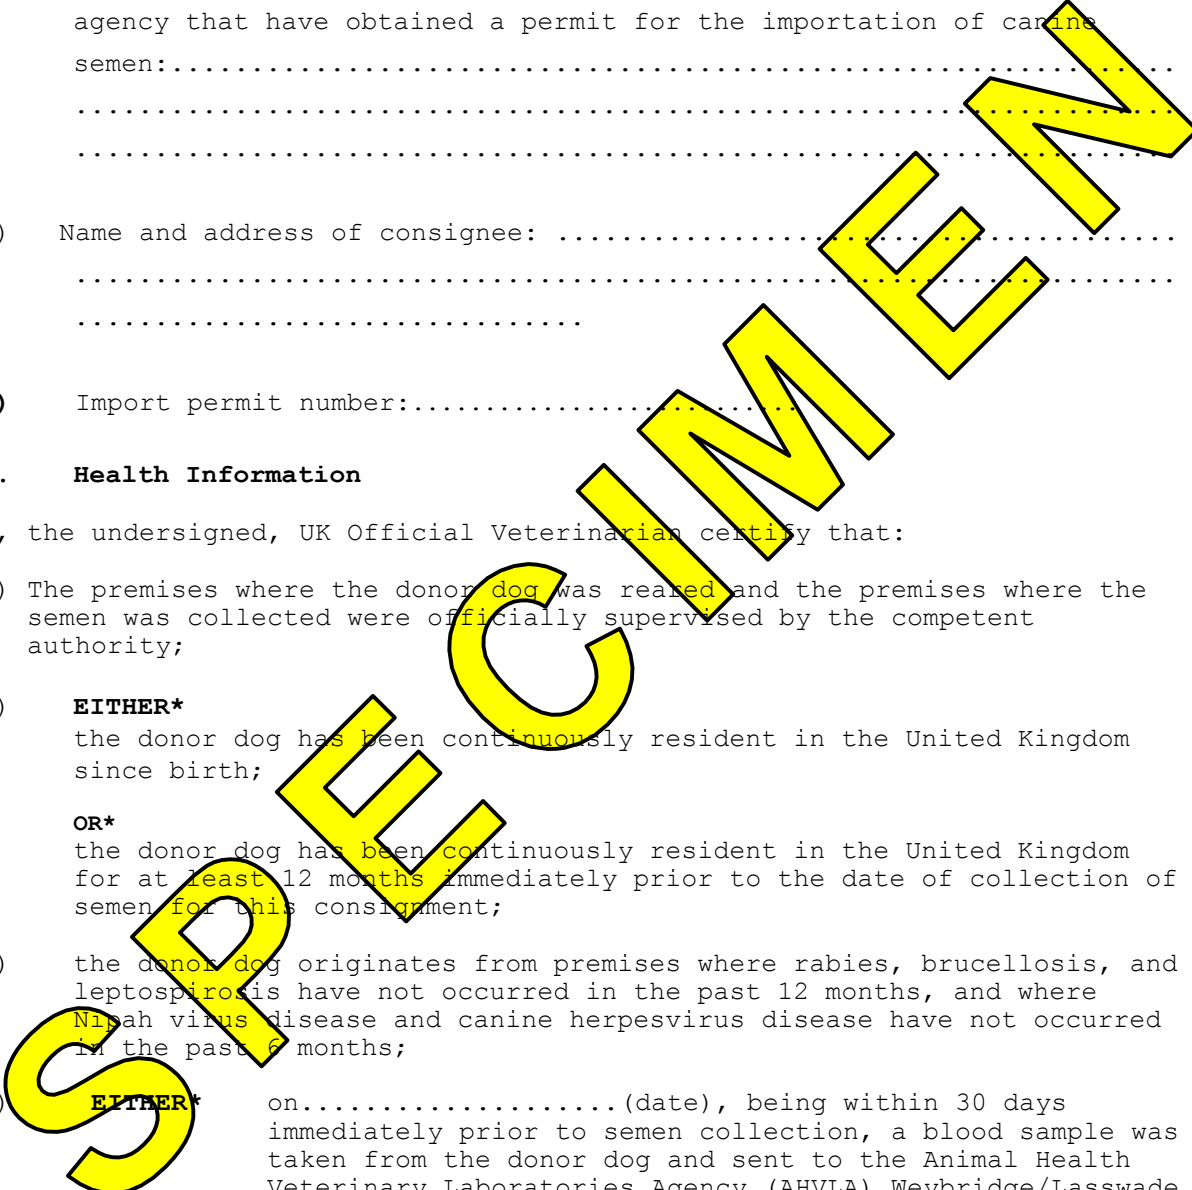 agency that have obtained a permit for the importation of canine
semen:...............................................................
.....................................................................
.....................................................................
) Name and address of consignee: .......................................
.....................................................................
................................
) Import permit number:.........................
. Health Information
, the undersigned, UK Official Veterinarian certify that:
) The premises where the donor dog was reared and the premises where the
semen was collected were officially supervised by the competent
authority;
) EITHER*
the donor dog has been continuously resident in the United Kingdom
since birth;
OR*
the donor dog has been continuously resident in the United Kingdom
for at least 12 months immediately prior to the date of collection of
semen for this consignment;
) the donor dog originates from premises where rabies, brucellosis, and
leptospirosis have not occurred in the past 12 months, and where
Nipah virus disease and canine herpesvirus disease have not occurred
in the past 6 months;
) EITHER* on....................(date), being within 30 days
immediately prior to semen collection, a blood sample was
taken from the donor dog and sent to the Animal Health
Veterinary Laboratories Agency (AHVLA) Weybridge/Lasswade
SPECIMEN